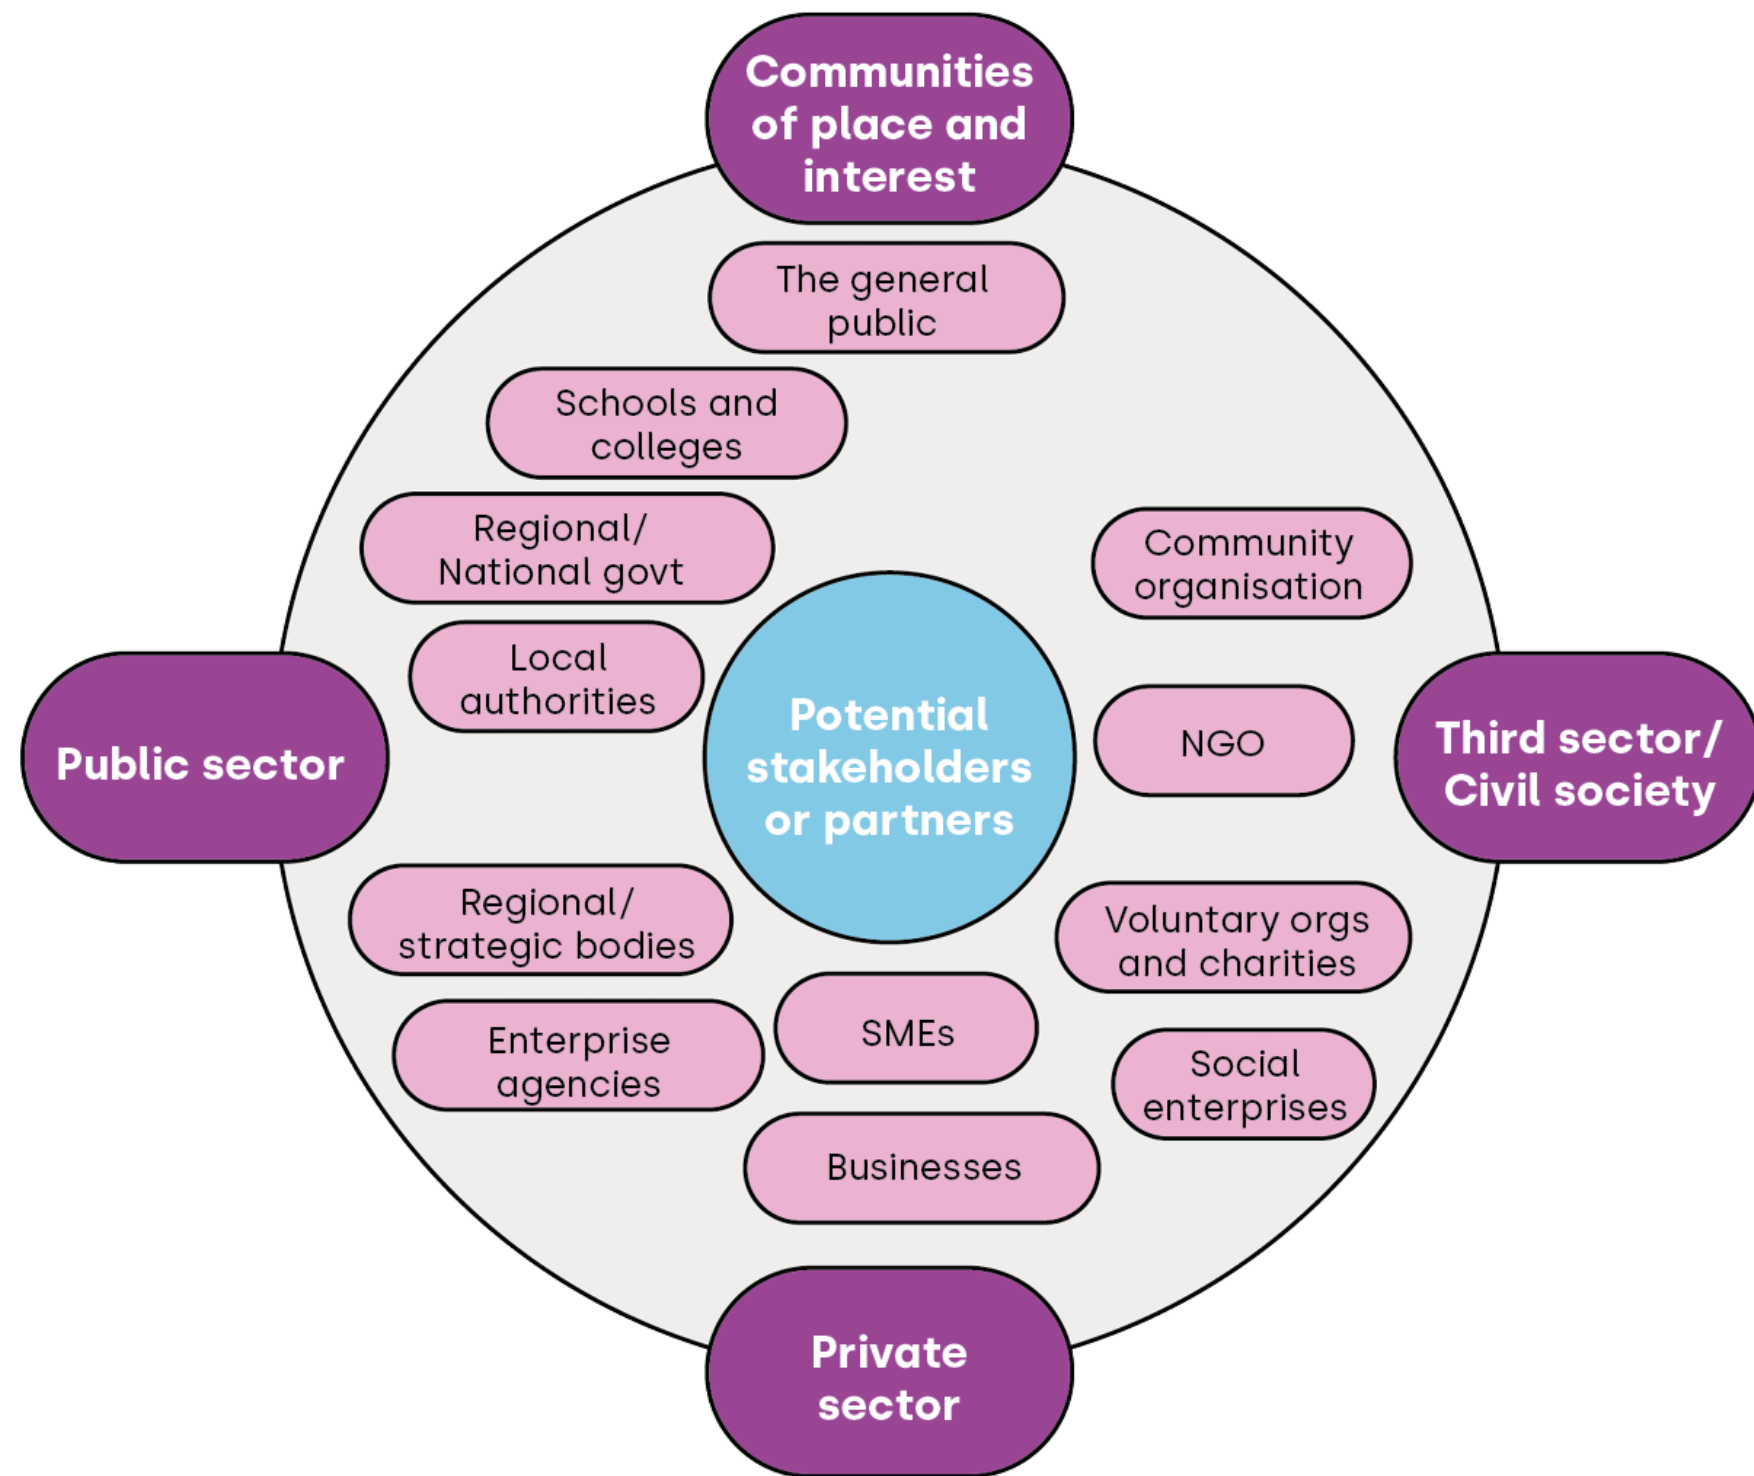 Communities
of place and
interest
The general
public
Schools and
colleges
Regional/
National govt
Community
organisation
Local
authorities
Public sector
Potential
stakeholders
or partners
NGO
Third sector/
Civil society
Regional/
strategic bodies
Voluntary orgs
and charities
Enterprise
agencies
SMEs
Social
enterprises
Businesses
Private
sector